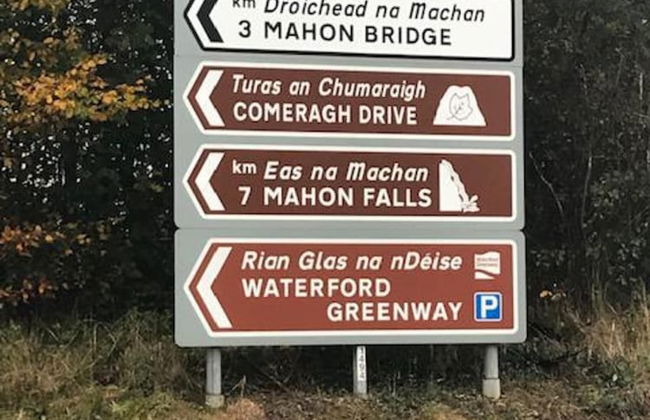 km Droichead na Machan
3 MAHON BRIDGE
Turas an Chumaraigh
COMERAGH DRIVE
km Eas na Machan
7 MAHON FALLS
Rian Glas na nDéise
WATERFORD
GREENWAY P
1494